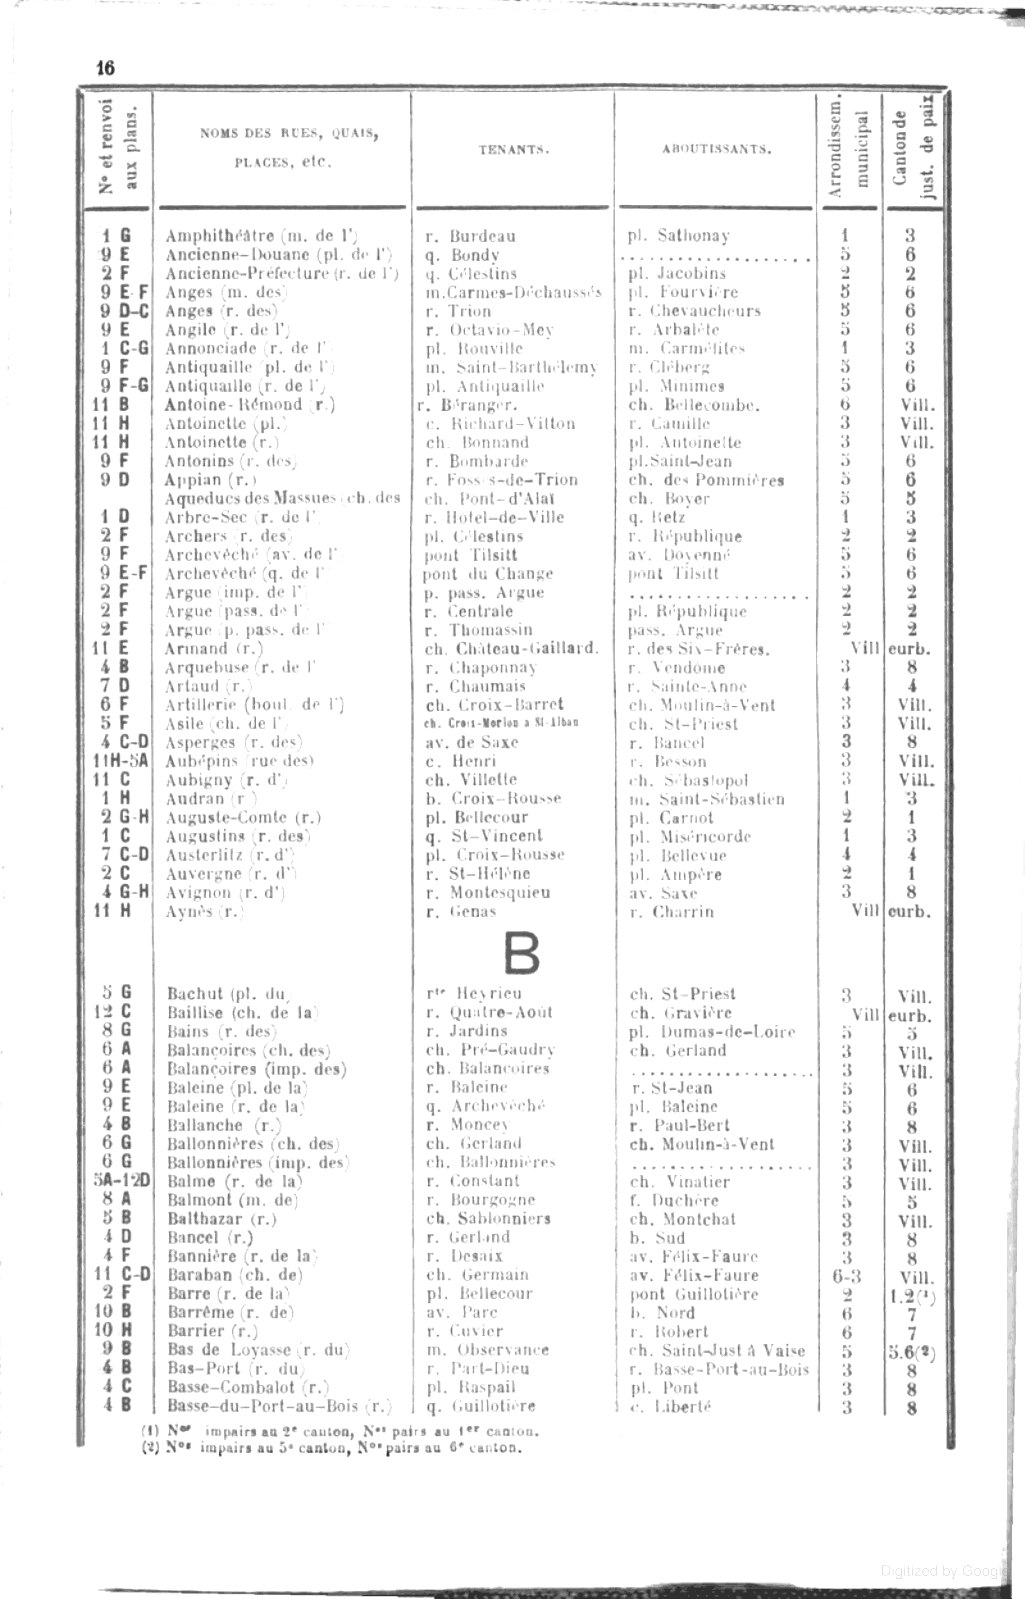 16
N° et renvoi aux plans.
NOMS DES RUES, QUAIS, PLACES, etc.
TENANTS.
ABOUTISSANTS.
Arrondissem. municipal
Canton de just. de paix
1 G Amphithéâtre (m. de l') r. Burdeau pl. Sathonay 1 3
9 E Ancienne-Douane (pl. de l') q. Bondy .................. 5 6
2 F Ancienne-Préfecture (r. de l') q. Célestins pl. Jacobins 2 2
9 E-F Anges (m. des) m. Carmes-Déchaussés pl. Fourvière 5 6
9 D-C Anges (r. des) r. Trion r. Chevaucheurs 5 6
9 E Angile (r. de l') r. Octavio-Mey r. Arbalète 5 6
1 C-G Annonciade (r. de l' pl. Rouville m. Carmélites 1 3
9 F Antiquaille (pl. de l') m. Saint-Barthélemy r. Cléberg 5 6
9 F-G Antiquaille (r. de l') pl. Antiquaille pl. Minimes 5 6
11 B Antoine-Rémond (r.) r. Béranger. ch. Bellecombe. 6 Vill.
11 H Antoinette (pl.) c. Richard-Vitton r. Camille 3 Vill.
11 H Antoinette (r.) ch. Bonnand pl. Antoinette 3 Vill.
9 F Antonins (r. des) r. Bombarde pl. Saint-Jean 5 6
9 D Appian (r.) r. Fossés-de-Trion ch. des Pommières 5 6
Aqueducs des Massues (ch. des ch. Pont-d'Alaï ch. Boyer 5 5
1 D Arbre-Sec (r. de l' r. Hôtel-de-Ville q. Retz 1 3
2 F Archers (r. des) pl. Célestins r. République 2 2
9 F Archevêché (av. de l' pont Tilsitt av. Doyenné 5 6
9 E-F Archevêché (q. de l' pont du Change pont Tilsitt 5 6
2 F Argue (imp. de l' p. pass. Argue .................. 2 2
2 F Argue (pass. de l' r. Centrale pl. République 2 2
2 F Argue (p. pass. de l' r. Thomassin pass. Argue 2 2
11 E Armand (r.) ch. Château-Gaillard. r. des Six-Frères. Vill eurb.
4 B Arquebuse (r. de l' r. Chaponnay r. Vendôme 3 8
7 D Artaud (r.) r. Chaumais r. Sainte-Anne 4 4
6 F Artillerie (boul. de l') ch. Croix-Barret ch. Moulin-à-Vent 3 Vill.
5 F Asile (ch. de l' ch. Croix-Morlon à St-Alban ch. St-Priest 3 Vill.
4 C-D Asperges (r. des) av. de Saxe r. Bancel 3 8
11H-5A Aubépins (rue des) c. Henri r. Besson 3 Vill.
11 C Aubigny (r. d') ch. Villette ch. Sébastopol 3 Vill.
1 H Audran (r ) b. Croix-Rousse m. Saint-Sébastien 1 3
2 G-H Auguste-Comte (r.) pl. Bellecour pl. Carnot 2 1
1 C Augustins (r. des) q. St-Vincent pl. Miséricorde 1 3
7 C-D Austerlitz (r. d') pl. Croix-Rousse pl. Bellevue 4 4
2 C Auvergne (r. d') r. St-Hélène pl. Ampère 2 1
4 G-H Avignon (r. d') r. Montesquieu av. Saxe 3 8
11 H Aynès (r.) r. Genas r. Charrin Vill eurb.
B
5 G Bachut (pl. du) rte Heyrieu ch. St-Priest 3 Vill.
12 C Baillise (ch. de la) r. Quatre-Août ch. Gravière Vill eurb.
8 G Bains (r. des) r. Jardins pl. Dumas-de-Loire 5 5
6 A Balançoires (ch. des) ch. Pré-Gaudry ch. Gerland 3 Vill.
6 A Balançoires (imp. des) ch. Balancoires .................. 3 Vill.
9 E Baleine (pl. de la) r. Baleine r. St-Jean 5 6
9 E Baleine (r. de la) q. Archevêché pl. Baleine 5 6
4 B Ballanche (r.) r. Moncey r. Paul-Bert 3 8
6 G Ballonnières (ch. des) ch. Gerland ch. Moulin-à-Vent 3 Vill.
6 G Ballonnières (imp. des) ch. Ballonnières .................. 3 Vill.
5A-12D Balme (r. de la) r. Constant ch. Vinatier 3 Vill.
8 A Balmont (m. de) r. Bourgogne f. Duchère 5 5
5 B Balthazar (r.) ch. Sablonniers ch. Montchat 3 Vill.
4 D Bancel (r.) r. Gerland b. Sud 3 8
4 F Bannière (r. de la) r. Desaix av. Félix-Faure 3 8
11 C-D Baraban (ch. de) ch. Germain av. Félix-Faure 6-3 Vill.
2 F Barre (r. de la) pl. Bellecour pont Guillotière 2 1.2(¹)
10 B Barrême (r. de) av. Parc b. Nord 6 7
10 H Barrier (r.) r. Cuvier r. Robert 6 7
9 B Bas de Loyasse (r. du) m. Observance ch. Saint-Just à Vaise 5 5.6(²)
4 B Bas-Port (r. du) r. Part-Dieu r. Basse-Port-au-Bois 3 8
4 C Basse-Combalot (r.) pl. Raspail pl. Pont 3 8
4 B Basse-du-Port-au-Bois (r.) q. Guillotière c. Liberté 3 8
(1) Nos impairs au 2e canton, Nos pairs au 1er canton.
(2) Nos impairs au 5e canton, Nos pairs au 6e canton.
Digitized by Google